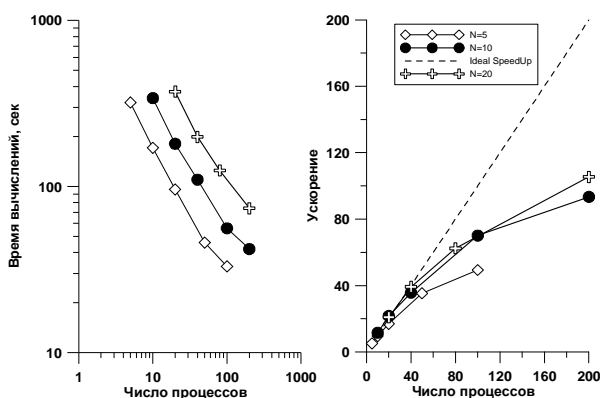 1000
100
10
1
10
100
1000
Время вычислений, сек
Число процессов
200
160
120
80
40
0
0
40
80
120
160
200
Ускорение
Число процессов
N=5
N=10
Ideal SpeedUp
N=20